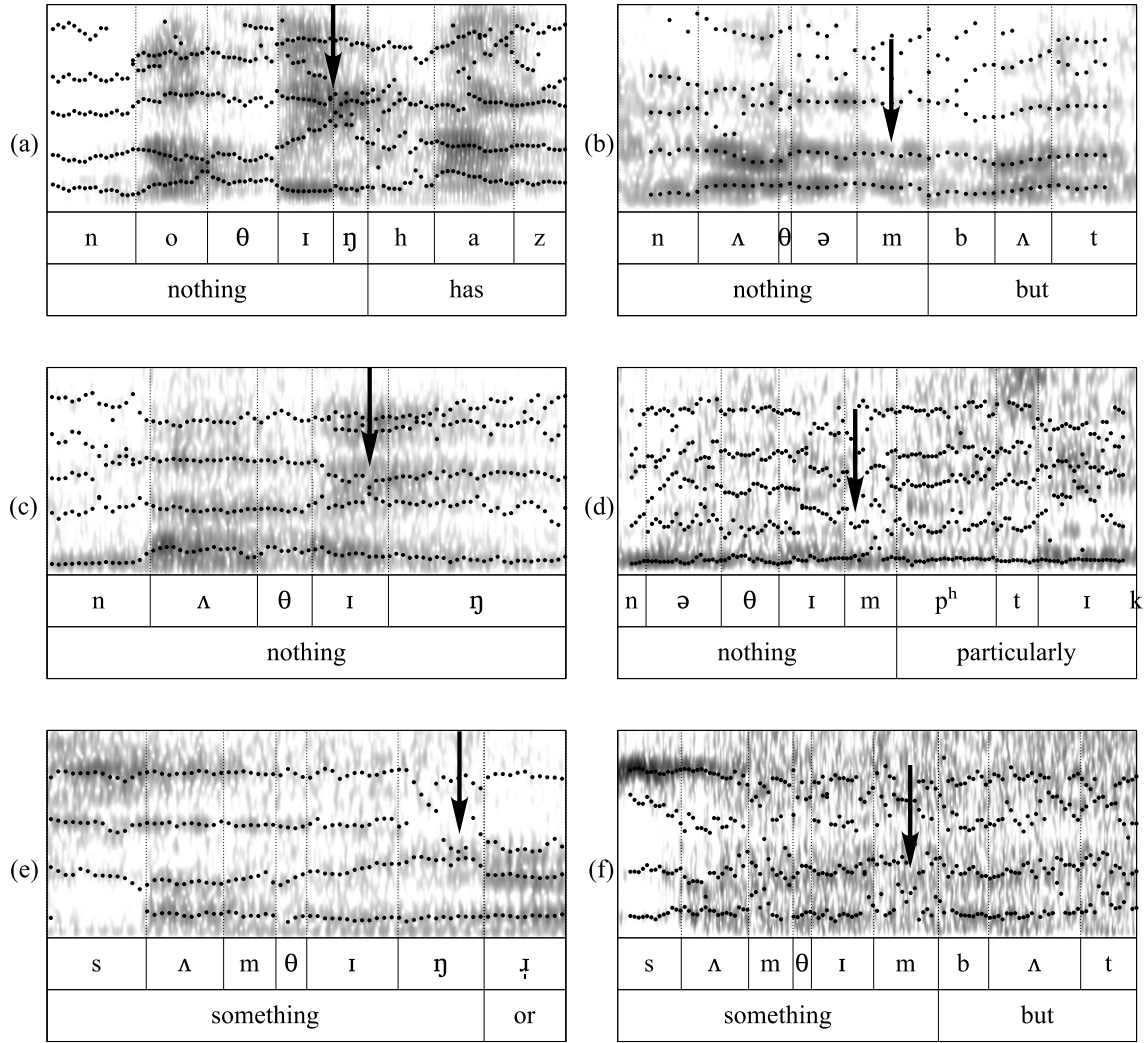 (a)
n o θ ɪ ŋ h a z
nothing has
(b)
n ʌ θ ə m b ʌ t
nothing but
(c)
n ʌ θ ɪ ŋ
nothing
(d)
n ə θ ɪ m pʰ t ɪ k
nothing particularly
(e)
s ʌ m θ ɪ ŋ ɹ̩
something or
(f)
s ʌ m θ ɪ m b ʌ t
something but